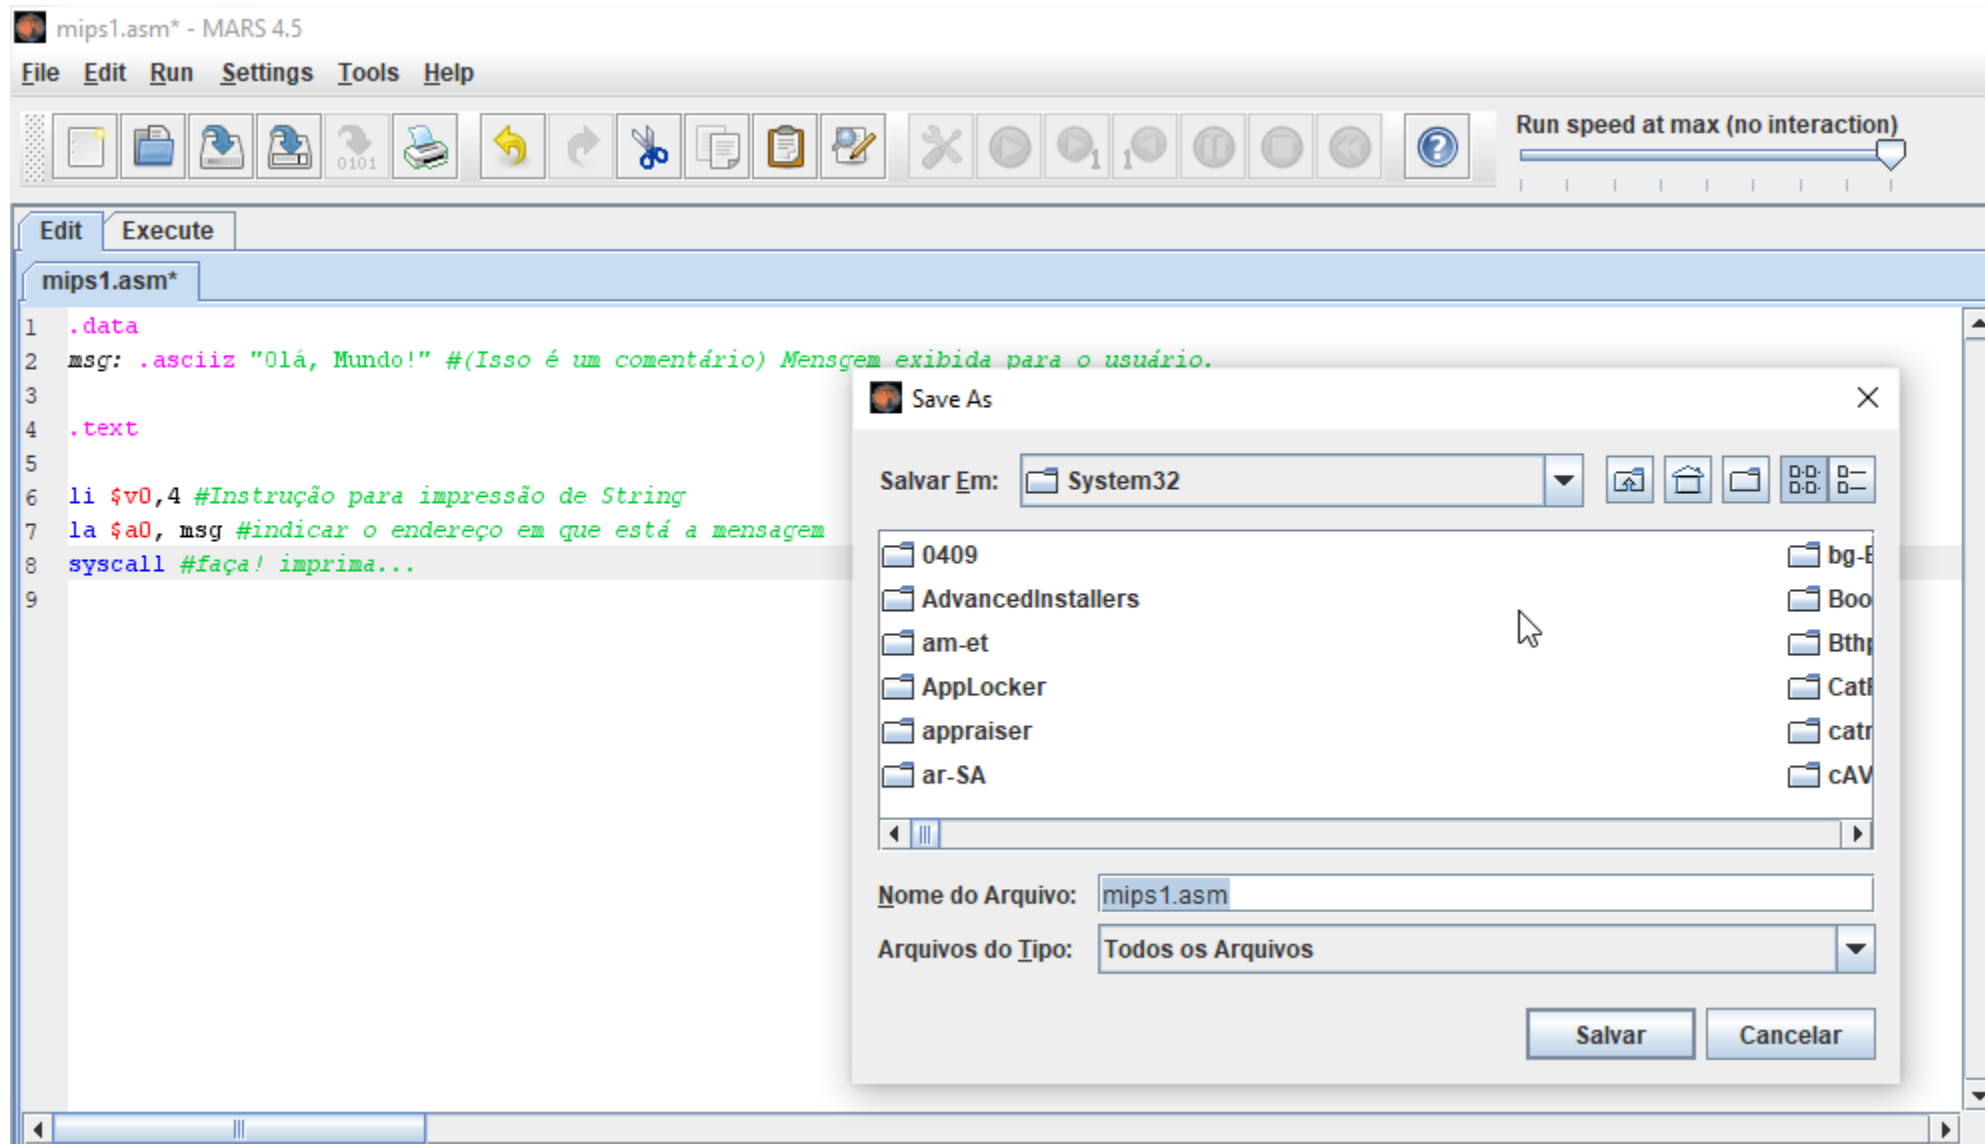 mips1.asm* - MARS 4.5
File Edit Run Settings Tools Help
0101
1
1
Run speed at max (no interaction)
Edit Execute
mips1.asm*
1 .data
2 msg: .asciiz "Olá, Mundo!" #(Isso é um comentário) Mensgem exibida para o usuário.
3
4 .text
5
6 li $v0,4 #Instrução para impressão de String
7 la $a0, msg #indicar o endereço em que está a mensagem
8 syscall #faça! imprima...
9
Save As
Salvar Em: System32
0409
AdvancedInstallers
am-et
AppLocker
appraiser
ar-SA
Nome do Arquivo: mips1.asm
Arquivos do Tipo: Todos os Arquivos
Salvar Cancelar